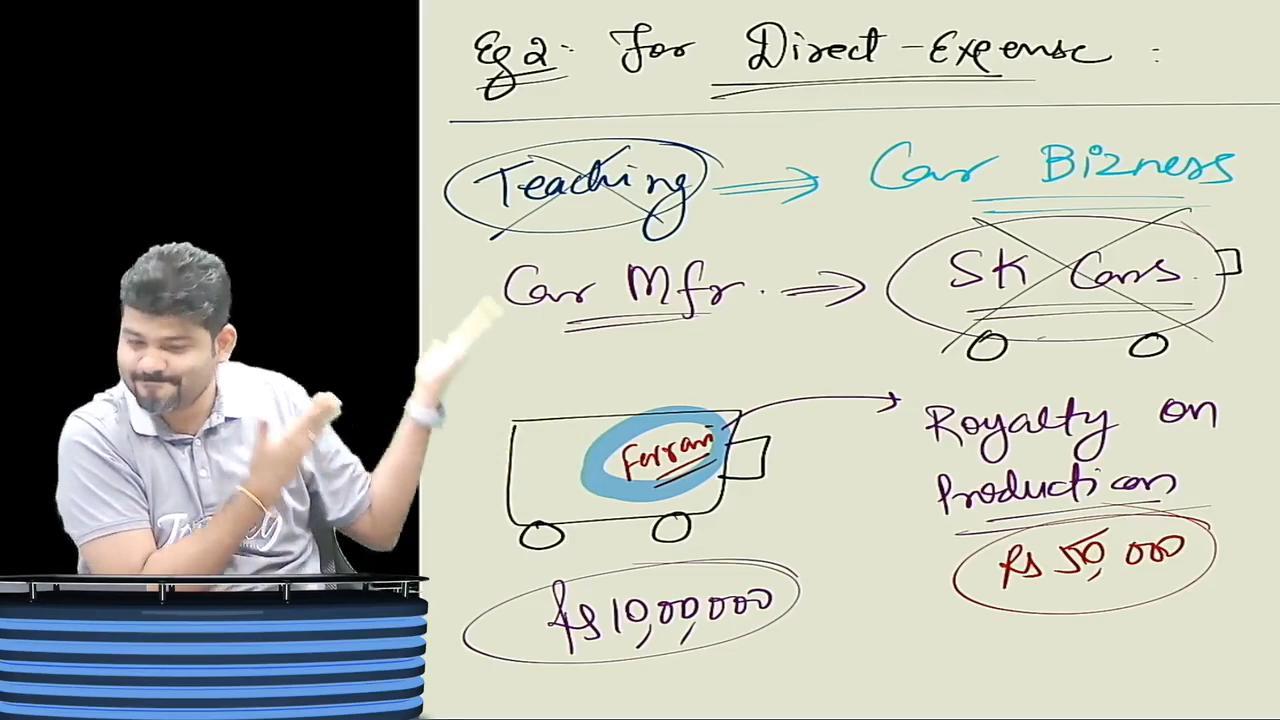 Eg 2: For Direct-Expense :
Teaching ⇒ Car Bizness
Car Mfr. ⇒ SK Cars
Ferrari → Royalty on
Production
Rs 50,000
Rs 10,00,000